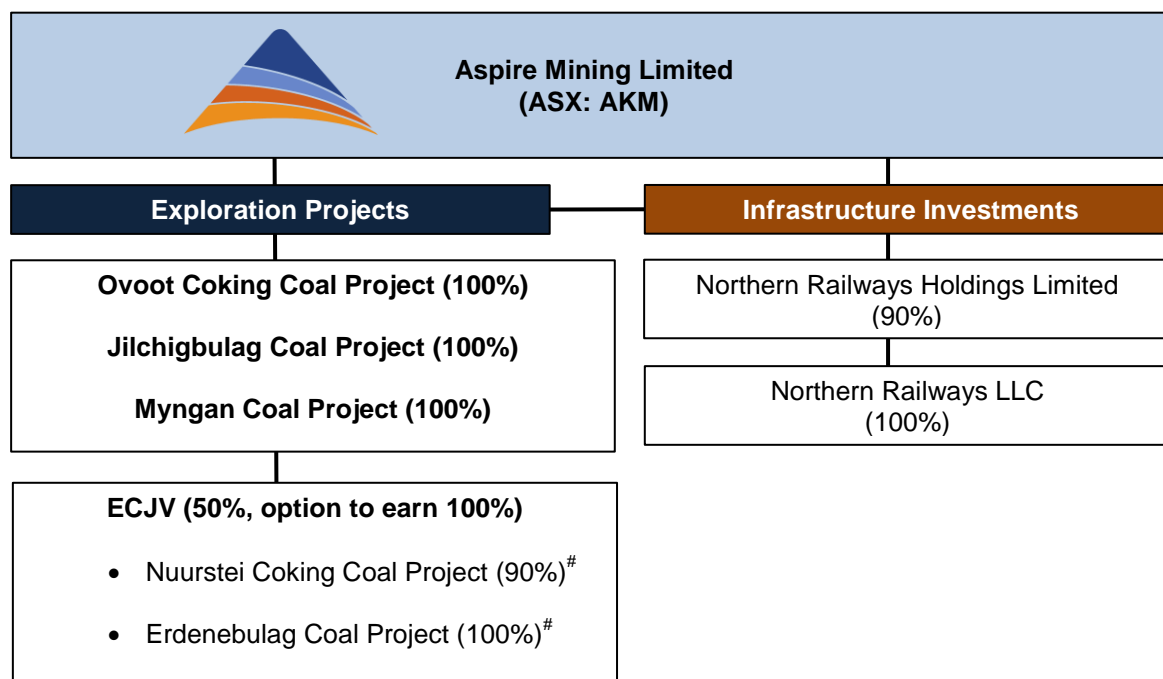 Aspire Mining Limited
(ASX: AKM)
Exploration Projects
Infrastructure Investments
Ovoot Coking Coal Project (100%)
Jilchigbulag Coal Project (100%)
Myngan Coal Project (100%)
Northern Railways Holdings Limited
(90%)
Northern Railways LLC
(100%)
ECJV (50%, option to earn 100%)
• Nuurstei Coking Coal Project (90%)#
• Erdenebulag Coal Project (100%)#